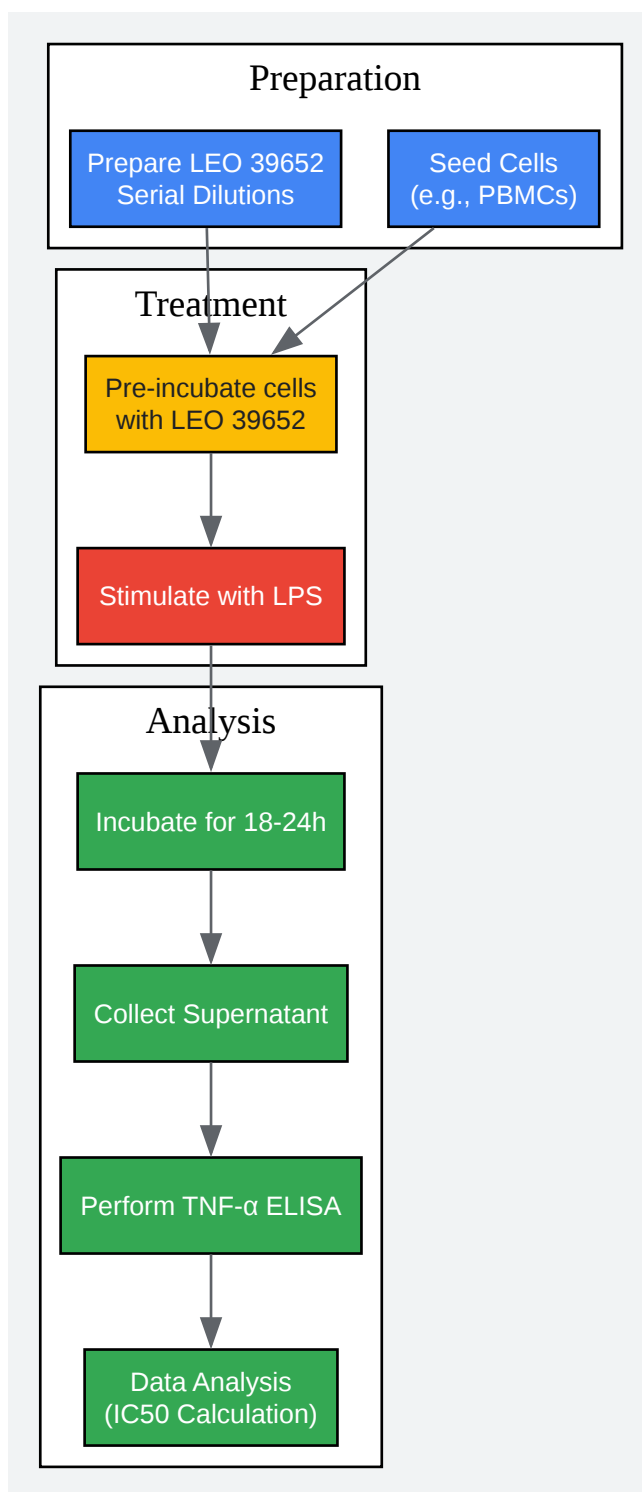 Preparation
Prepare LEO 39652
Serial Dilutions
Seed Cells
(e.g., PBMCs)
Treatment
Pre-incubate cells
with LEO 39652
Stimulate with LPS
Analysis
Incubate for 18-24h
Collect Supernatant
Perform TNF-α ELISA
Data Analysis
(IC50 Calculation)